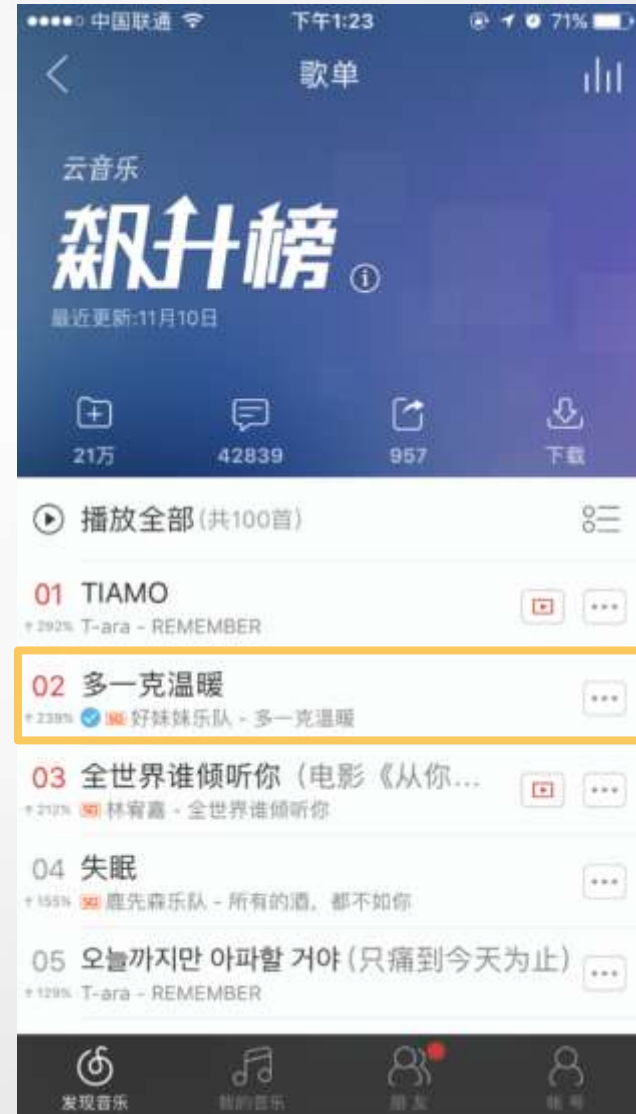 中国联通 下午1:23 71%
歌单
云音乐
飙升榜
最近更新:11月10日
21万 42839 957 下载
播放全部(共100首)
01 TIAMO
↑292% T-ara - REMEMBER
02 多一克温暖
↑239% SQ 好妹妹乐队 - 多一克温暖
03 全世界谁倾听你（电影《从你...
↑212% SQ 林宥嘉 - 全世界谁倾听你
04 失眠
↑155% SQ 鹿先森乐队 - 所有的酒，都不如你
05 오늘까지만 아파할 거야 (只痛到今天为止)
↑129% T-ara - REMEMBER
发现音乐 我的音乐 朋友 帐号